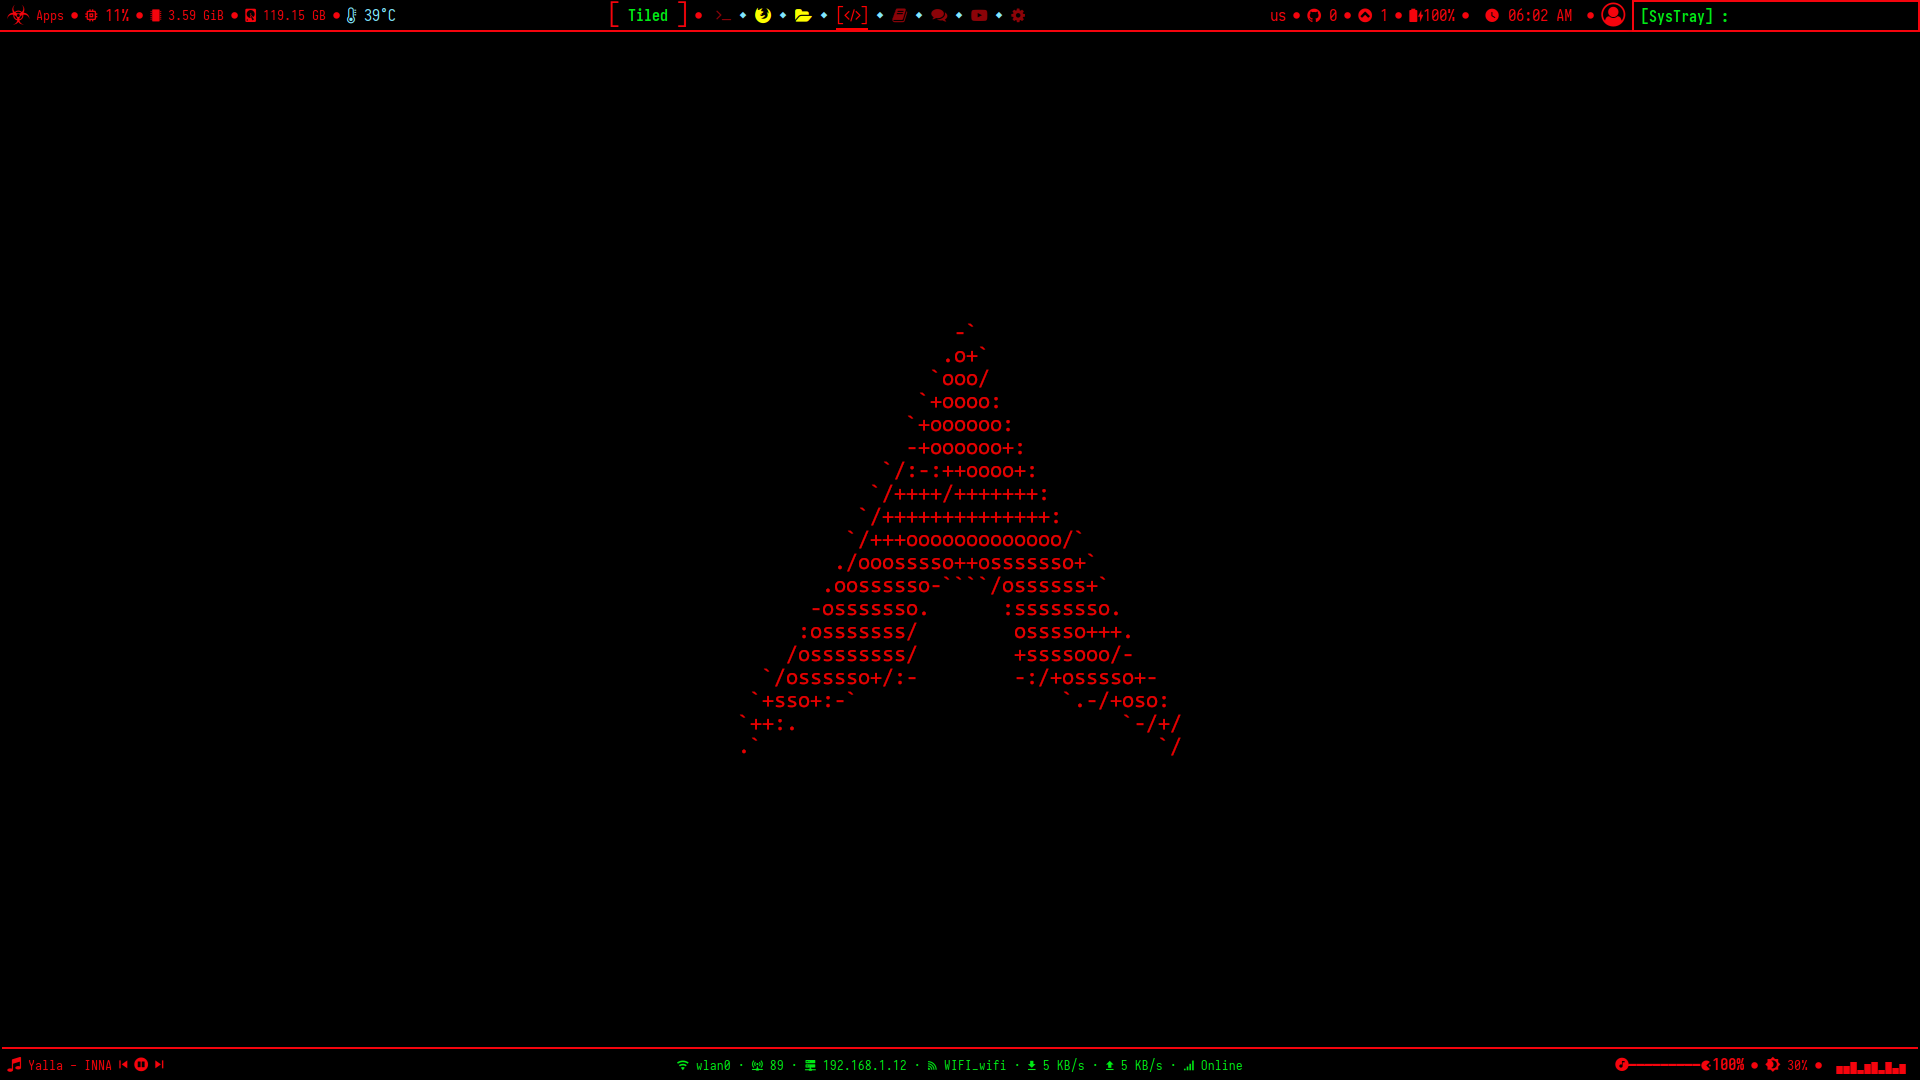 Apps ● 11% ● 3.59 GiB ● 119.15 GB ● 39°C [ Tiled ] ● >_ [</>] us ● 0 ● 1 ● 100% ● 06:02 AM ● [SysTray] :
-`
.o+`
`ooo/
`+oooo:
`+oooooo:
-+oooooo+:
`/:-:++oooo+:
`/++++/+++++++:
`/++++++++++++++:
`/+++ooooooooooooo/`
./ooosssso++osssssso+`
.oossssso-````/ossssss+`
-osssssso.      :ssssssso.
:osssssss/        osssso+++.
/ossssssss/        +ssssooo/-
`/ossssso+/:-        -:/+osssso+-
`+sso+:-`                 `.-/+oso:
`++:.                           `-/+/
.`                                 `/
Yalla - INNA wlan0 · 89 · 192.168.1.12 · WIFI_wifi · 5 KB/s · 5 KB/s · Online 100% ● 30% ●